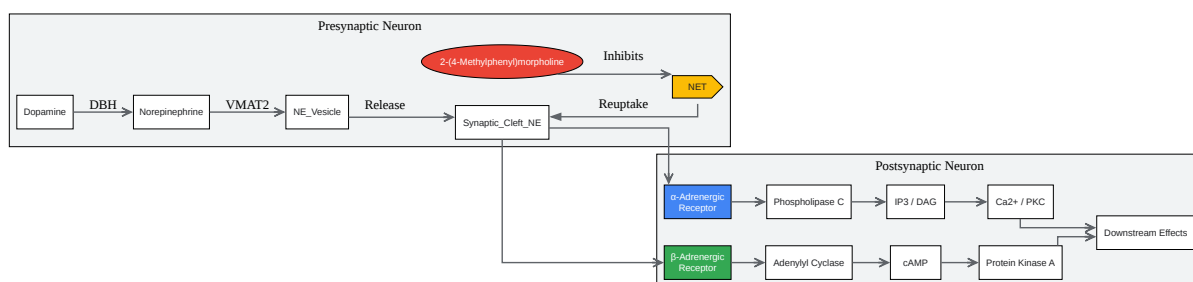 Presynaptic Neuron
2-(4-Methylphenyl)morpholine
Inhibits
NET
Dopamine
DBH
Norepinephrine
VMAT2
NE_Vesicle
Release
Synaptic_Cleft_NE
Reuptake
Postsynaptic Neuron
α-Adrenergic
Receptor
Phospholipase C
IP3 / DAG
Ca2+ / PKC
Downstream Effects
β-Adrenergic
Receptor
Adenylyl Cyclase
cAMP
Protein Kinase A